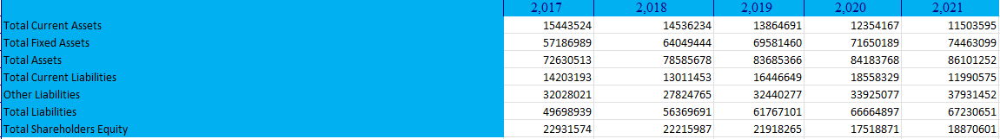 2,017 2,018 2,019 2,020 2,021
Total Current Assets 15443524 14536234 13864691 12354167 11503595
Total Fixed Assets 57186989 64049444 69581460 71650189 74463099
Total Assets 72630513 78585678 83685366 84183768 86101252
Total Current Liabilities 14203193 13011453 16446649 18558329 11990575
Other Liabilities 32028021 27824765 32440277 33925077 37931452
Total Liabilities 49698939 56369691 61767101 66664897 67230651
Total Shareholders Equity 22931574 22215987 21918265 17518871 18870601